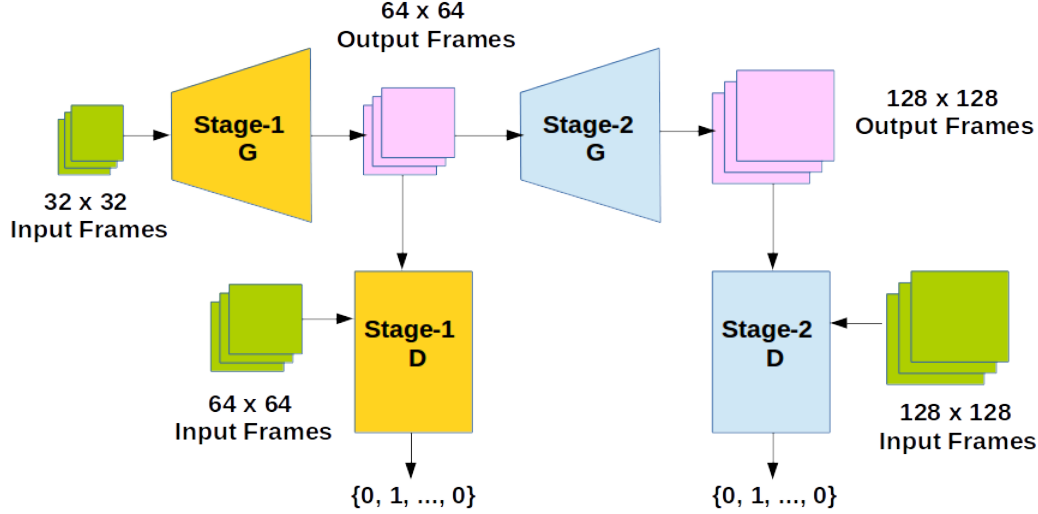 64 x 64
Output Frames
Stage-1
G
Stage-2
G
128 x 128
Output Frames
32 x 32
Input Frames
Stage-1
D
Stage-2
D
64 x 64
Input Frames
128 x 128
Input Frames
{0, 1, ..., 0}
{0, 1, ..., 0}